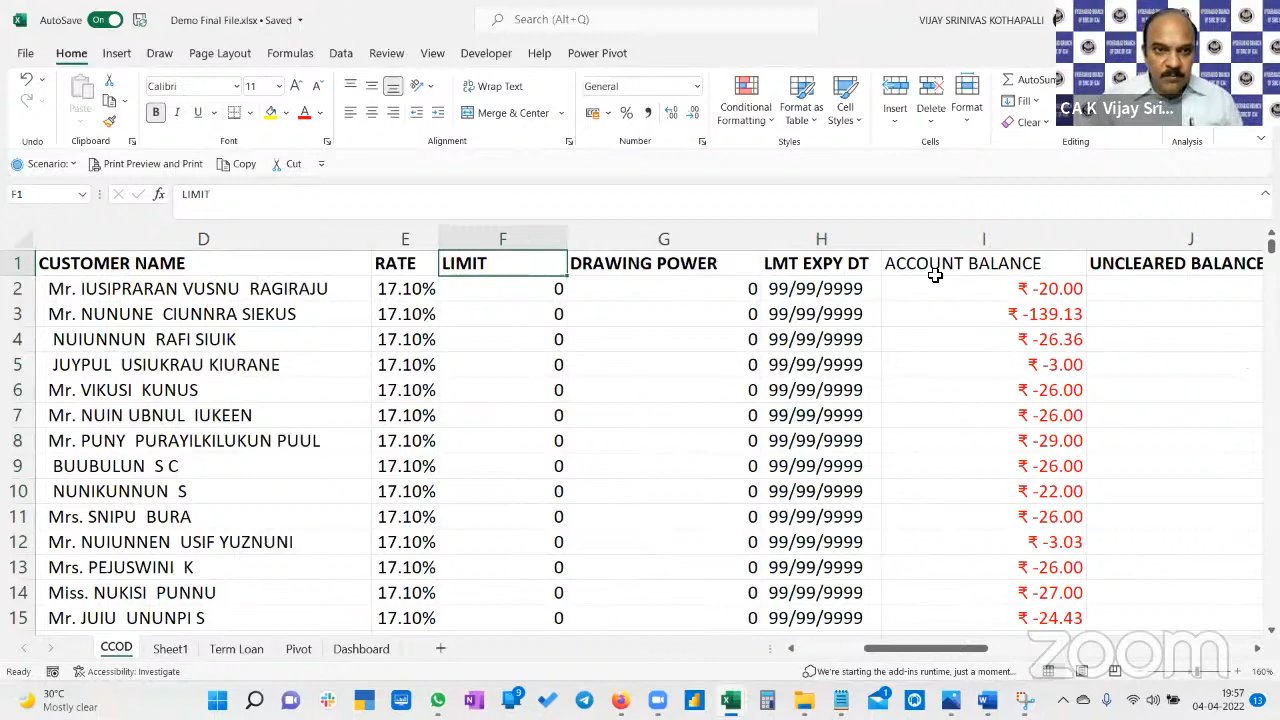 AutoSave On Demo Final File.xlsx • Saved Search (Alt+Q) VIJAY SRINIVAS KOTHAPALLI
File Home Insert Draw Page Layout Formulas Data Review View Developer Help Power Pivot
Calibri 11 Wrap Text General AutoSum
Paste Merge & Center Conditional Formatting Format as Table Cell Styles Insert Delete Format Fill Clear
C A K Vijay Sri...
Undo Clipboard Font Alignment Number Styles Cells Analysis
Scenario: Print Preview and Print Copy Cut
F1 fx LIMIT
D E F G H I J
1 CUSTOMER NAME RATE LIMIT DRAWING POWER LMT EXPY DT ACCOUNT BALANCE UNCLEARED BALANCE
2 Mr. IUSIPRARAN VUSNU RAGIRAJU 17.10% 0 0 99/99/9999 ₹ -20.00
3 Mr. NUNUNE CIUNNRA SIEKUS 17.10% 0 0 99/99/9999 ₹ -139.13
4 NUIUNNUN RAFI SIUIK 17.10% 0 0 99/99/9999 ₹ -26.36
5 JUYPUL USIUKRAU KIURANE 17.10% 0 0 99/99/9999 ₹ -3.00
6 Mr. VIKUSI KUNUS 17.10% 0 0 99/99/9999 ₹ -26.00
7 Mr. NUIN UBNUL IUKEEN 17.10% 0 0 99/99/9999 ₹ -26.00
8 Mr. PUNY PURAYILKILUKUN PUUL 17.10% 0 0 99/99/9999 ₹ -29.00
9 BUUBULUN S C 17.10% 0 0 99/99/9999 ₹ -26.00
10 NUNIKUNNUN S 17.10% 0 0 99/99/9999 ₹ -22.00
11 Mrs. SNIPU BURA 17.10% 0 0 99/99/9999 ₹ -26.00
12 Mr. NUIUNNEN USIF YUZNUNI 17.10% 0 0 99/99/9999 ₹ -3.03
13 Mrs. PEJUSWINI K 17.10% 0 0 99/99/9999 ₹ -26.00
14 Miss. NUKISI PUNNU 17.10% 0 0 99/99/9999 ₹ -27.00
15 Mr. JUIU UNUNPI S 17.10% 0 0 99/99/9999 ₹ -24.43
CCOD Sheet1 Term Loan Pivot Dashboard
zoom
Ready Accessibility: Investigate We're starting the add-ins runtime, just a moment... 160%
30°C 19:57
Mostly clear 04-04-2022 13